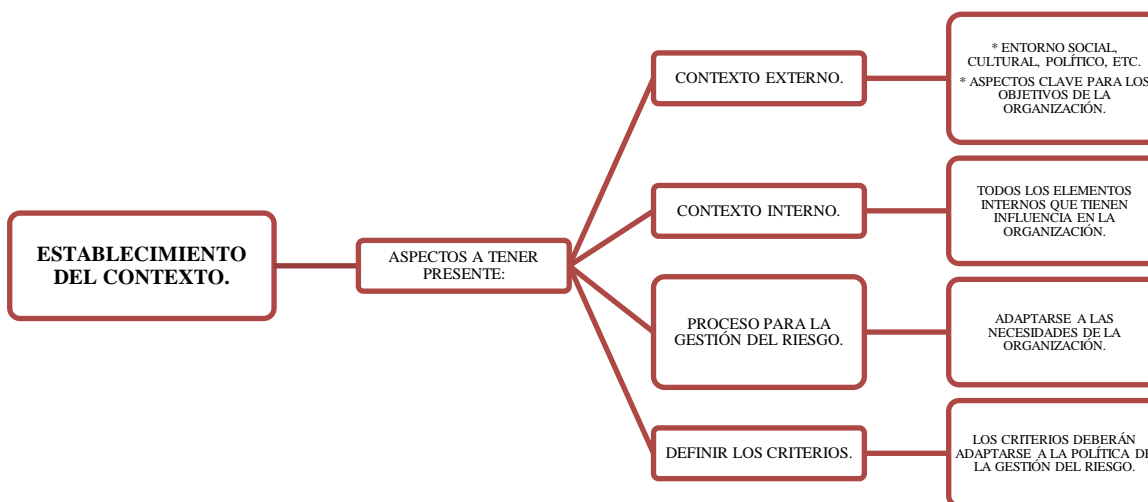 ESTABLECIMIENTO
DEL CONTEXTO.
ASPECTOS A TENER
PRESENTE:
CONTEXTO EXTERNO.
* ENTORNO SOCIAL,
CULTURAL, POLÍTICO, ETC.
* ASPECTOS CLAVE PARA LOS
OBJETIVOS DE LA
ORGANIZACIÓN.
CONTEXTO INTERNO.
TODOS LOS ELEMENTOS
INTERNOS QUE TIENEN
INFLUENCIA EN LA
ORGANIZACIÓN.
PROCESO PARA LA
GESTIÓN DEL RIESGO.
ADAPTARSE A LAS
NECESIDADES DE LA
ORGANIZACIÓN.
DEFINIR LOS CRITERIOS.
LOS CRITERIOS DEBERÁN
ADAPTARSE A LA POLÍTICA DE
LA GESTIÓN DEL RIESGO.